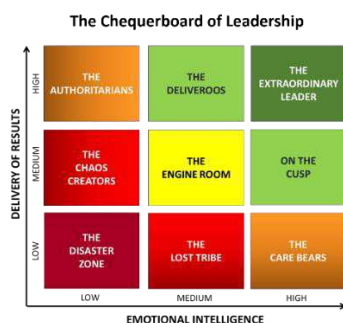 The Chequerboard of Leadership
DELIVERY OF RESULTS
HIGH
THE
AUTHORITARIANS
THE
DELIVEROOS
THE
EXTRAORDINARY
LEADER
MEDIUM
THE
CHAOS
CREATORS
THE
ENGINE ROOM
ON THE
CUSP
LOW
THE
DISASTER
ZONE
THE
LOST TRIBE
THE
CARE BEARS
LOW
MEDIUM
HIGH
EMOTIONAL INTELLIGENCE